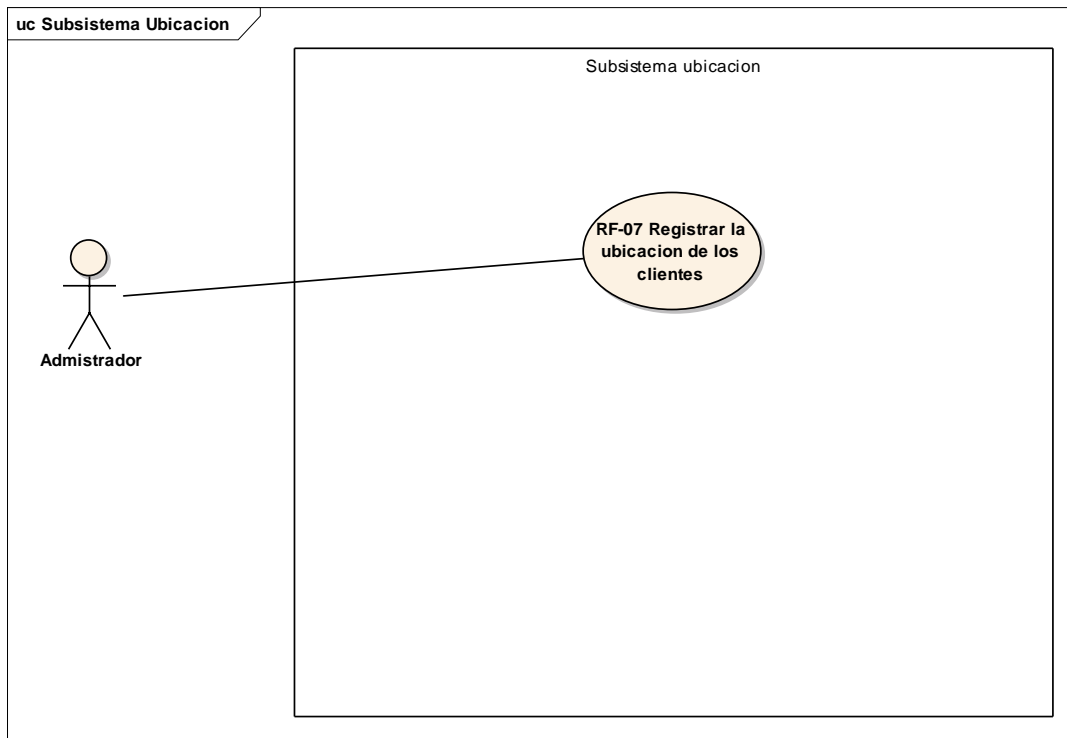 uc Subsistema Ubicacion
Subsistema ubicacion
RF-07 Registrar la
ubicacion de los
clientes
Admistrador